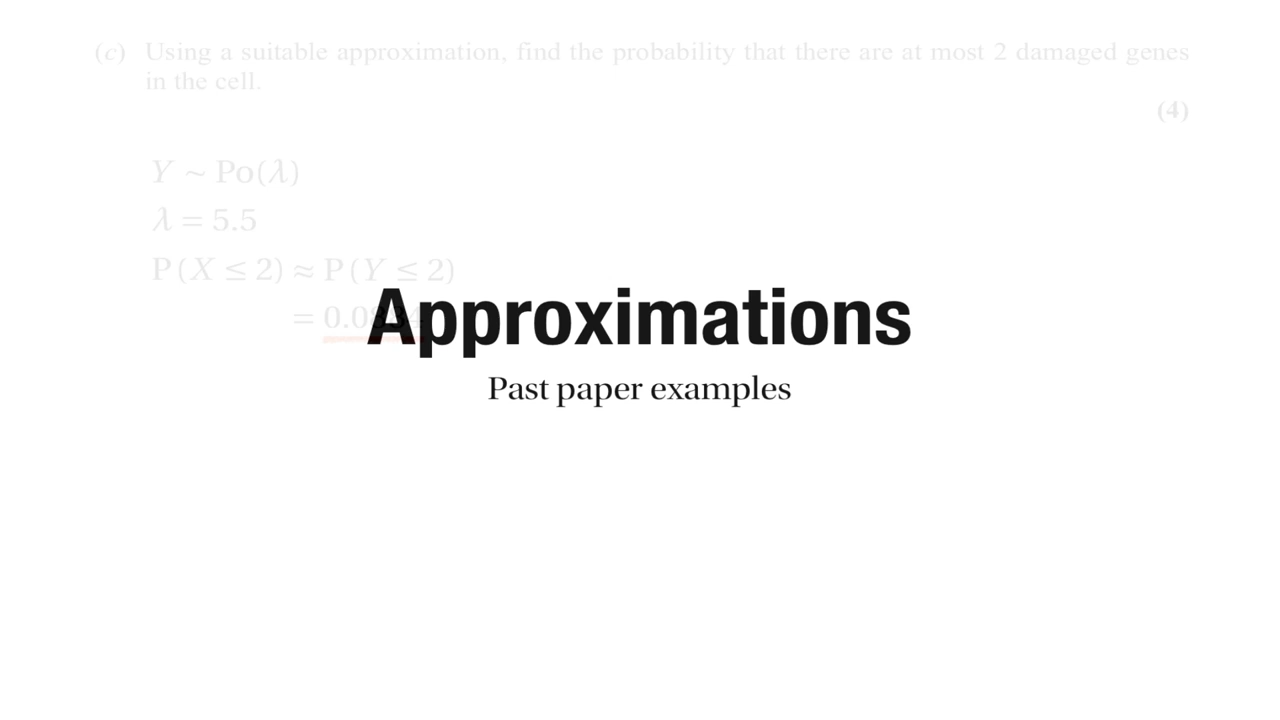 (c) Using a suitable approximation, find the probability that there are at most 2 damaged genes
in the cell.
(4)
Y ~ Po(λ)
λ = 5.5
P (X ≤ 2) ≈ P (Y ≤ 2)
=
Approximations
Past paper examples